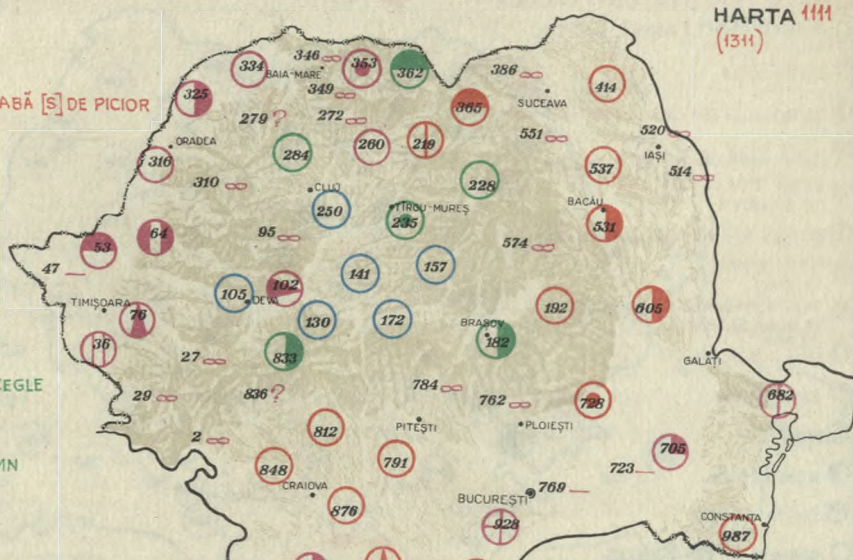 HARTA 1111
(1311)
ABĂ [S] DE PICIOR
EGLE
MN
334
BAIA-MARE
346
353
362
386
414
325
349
365
SUCEAVA
279 ?
272
551
520
ORADEA
284
260
219
IAȘI
316
537
514
310
CLUJ
228
250
TÎRGU-MUREȘ
235
BACĂU
531
64
95
574
53
47
141
157
105
102
DEVA
TIMIȘOARA
76
130
172
192
605
36
BRAȘOV
182
27
833
GALAȚI
836 ?
784
762
728
682
29
PITEȘTI
PLOIEȘTI
2
812
791
705
848
723
CRAIOVA
BUCUREȘTI
769
876
928
CONSTANȚA
987